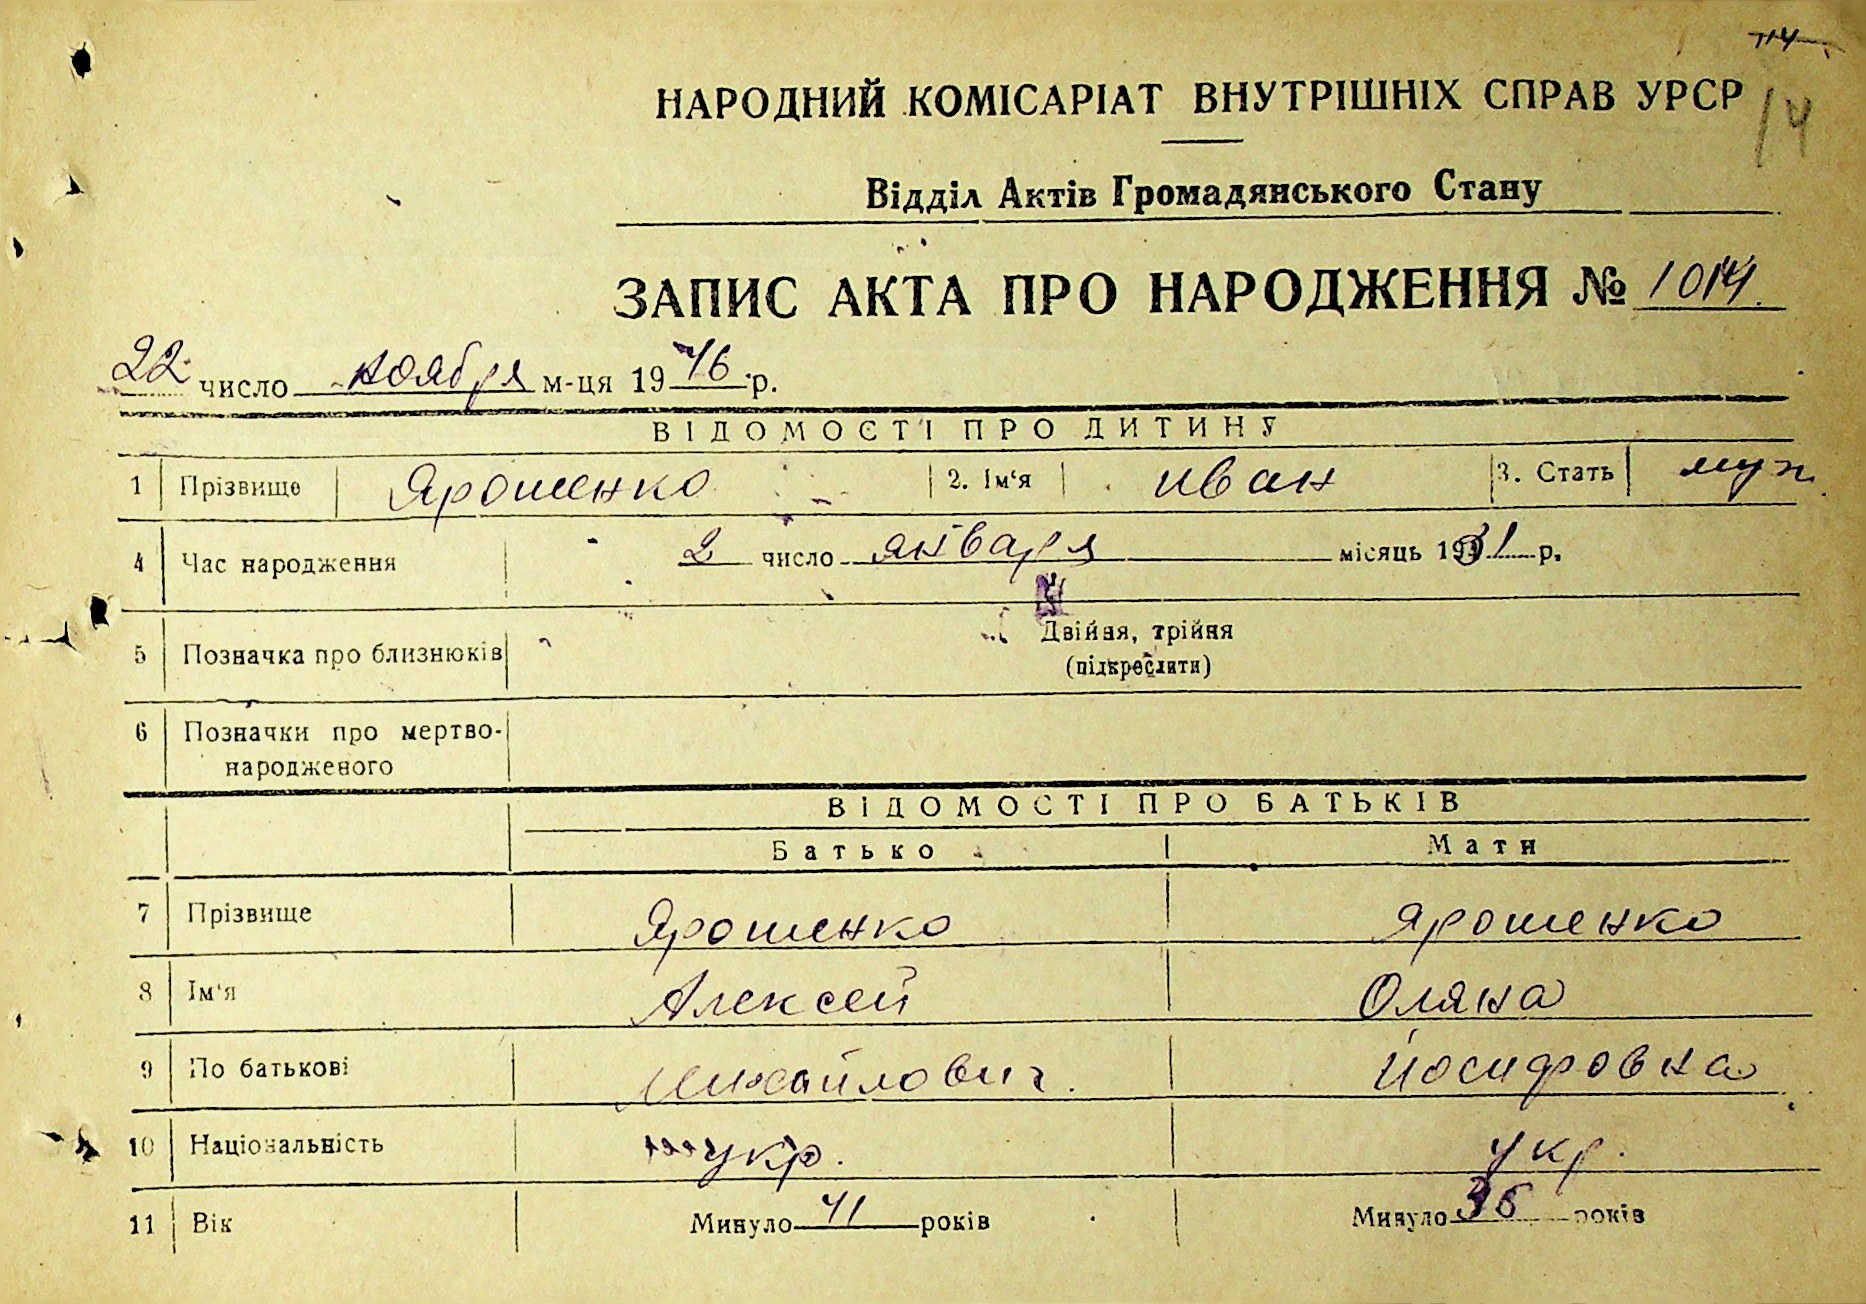 114
НАРОДНИЙ КОМІСАРІАТ ВНУТРІШНІХ СПРАВ УРСР
14
Відділ Актів Громадянського Стану
ЗАПИС АКТА ПРО НАРОДЖЕННЯ № 1014.
22 число ноября м-ця 1946 р.
ВІДОМОСТІ ПРО ДИТИНУ
1 Прізвище Ярошенко 2. Ім'я Иван 3. Стать муж.
4 Час народження 2 число января місяць 1931 р.
5 Позначка про близнюків Двійня, трійня
(підкреслити)
6 Позначки про мертво-
народженого
ВІДОМОСТІ ПРО БАТЬКІВ
Батько Мати
7 Прізвище Ярошенко Ярошенко
8 Ім'я Алексей Оляна
9 По батькові Михайлович. Йосифовна
10 Національність укр. укр.
11 Вік Минуло 41 років Минуло 36 років